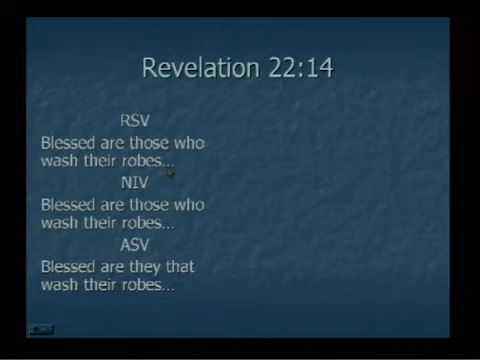 Revelation 22:14
RSV
Blessed are those who
wash their robes...
NIV
Blessed are those who
wash their robes...
ASV
Blessed are they that
wash their robes...